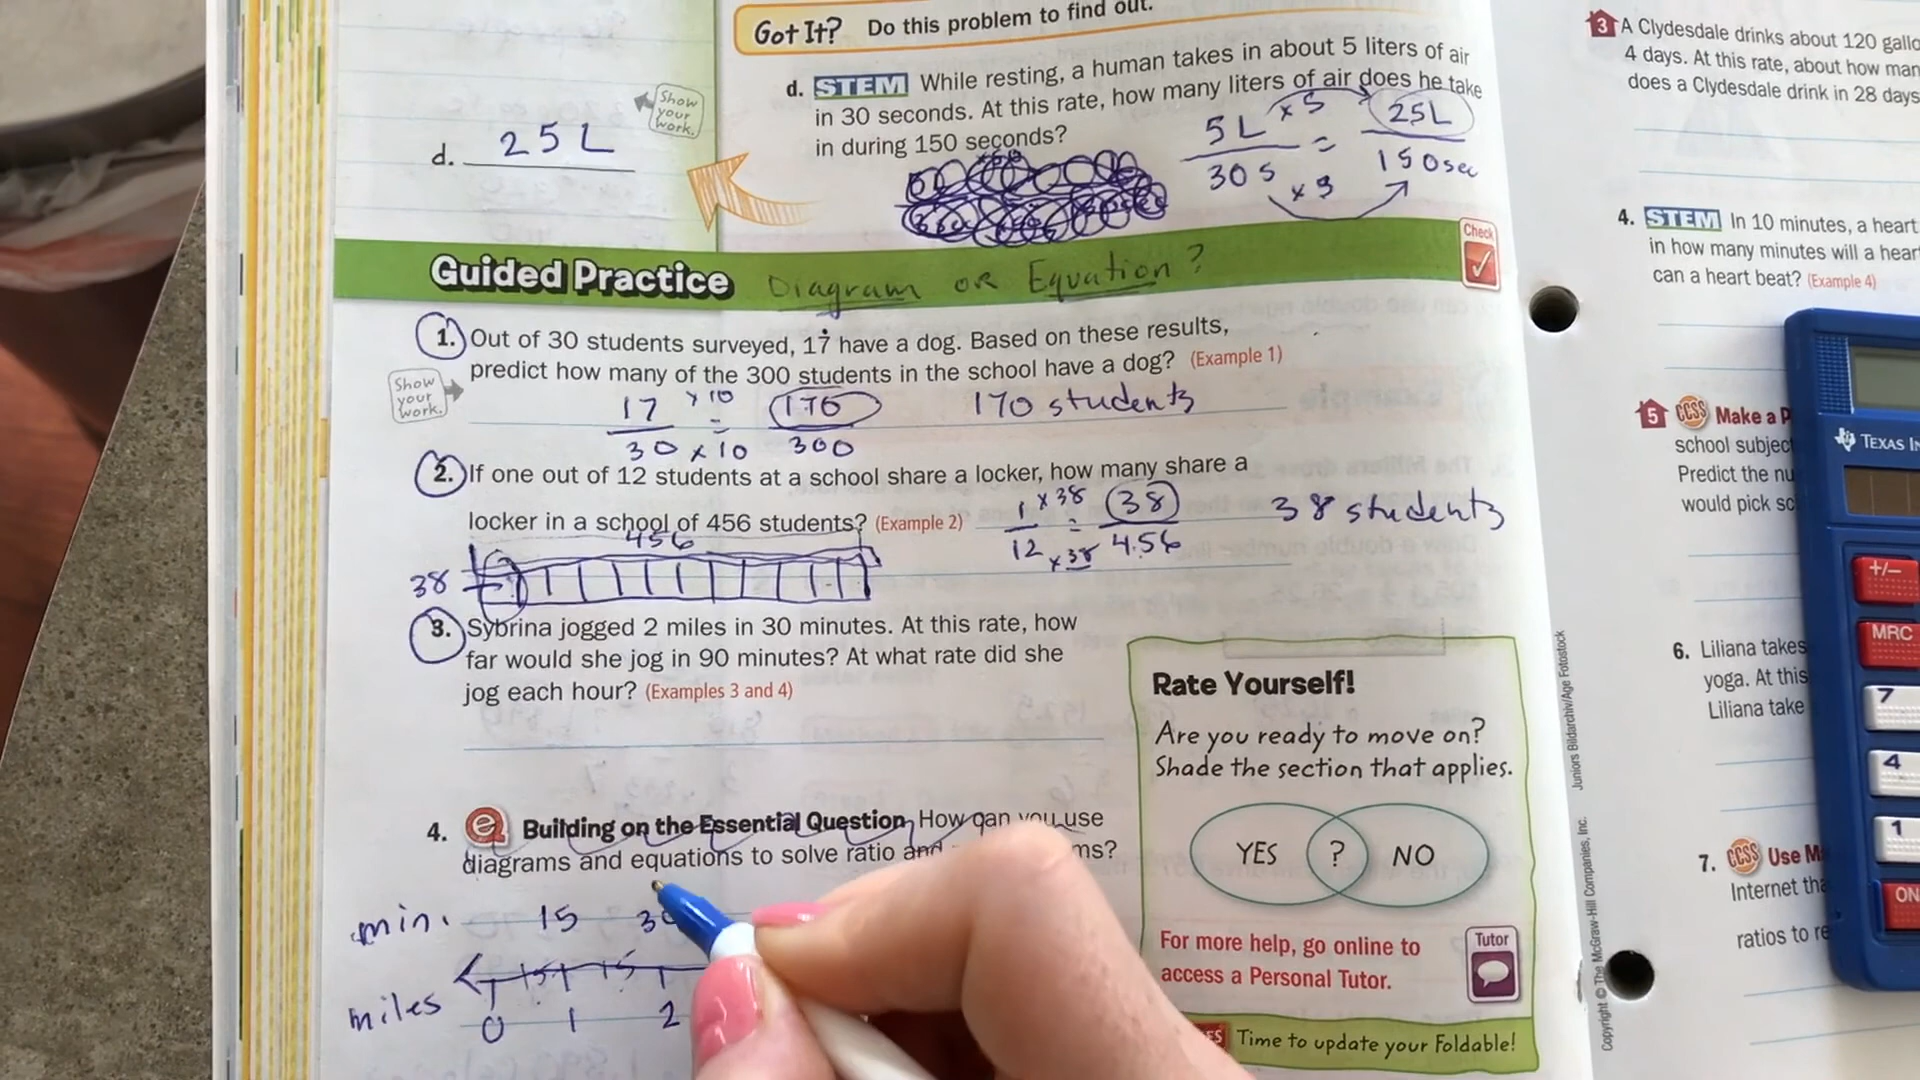 Got It? Do this problem to find out.
d. STEM While resting, a human takes in about 5 liters of air
in 30 seconds. At this rate, how many liters of air does he take
in during 150 seconds?
Show your work.
d. 25 L
5 L x 5 25L
30 s = 150 sec
x 5
Guided Practice Diagram or Equation?
Check
1. Out of 30 students surveyed, 17 have a dog. Based on these results,
predict how many of the 300 students in the school have a dog? (Example 1)
Show your work.
17 x 10 = 170 170 students
30 x 10 300
2. If one out of 12 students at a school share a locker, how many share a
locker in a school of 456 students? (Example 2)
1 x 38 = 38 38 students
12 x 38 456
456
38
3. Sybrina jogged 2 miles in 30 minutes. At this rate, how
far would she jog in 90 minutes? At what rate did she
jog each hour? (Examples 3 and 4)
4. Building on the Essential Question How can you use
diagrams and equations to solve ratio and
min. 15 30
15 15
miles 0 1 2
Rate Yourself!
Are you ready to move on?
Shade the section that applies.
YES ? NO
For more help, go online to
access a Personal Tutor.
Tutor
Time to update your Foldable!
Copyright © The McGraw-Hill Companies, Inc. Juniors Bildarchiv/Age Fotostock
3 A Clydesdale drinks about 120
4 days. At this rate, about how
does a Clydesdale drink in 28 days
4. STEM In 10 minutes, a heart
in how many minutes will a
can a heart beat? (Example 4)
5 CCSS Make a
school
Predict the
would pick
6. Liliana takes
yoga. At this
Liliana take
7. CCSS Use
Internet
ratios to
TEXAS
+/−
MRC
7
4
1
ON